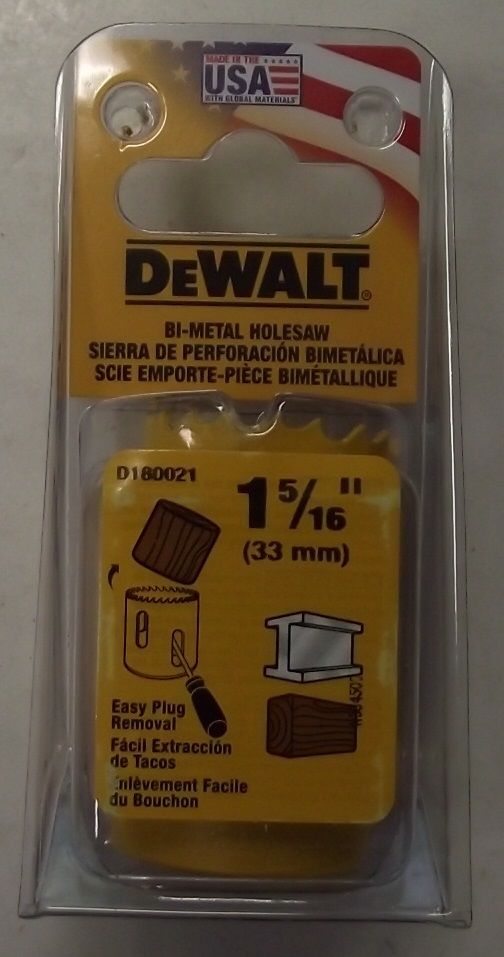 MADE IN THE
USA
WITH GLOBAL MATERIALS
DEWALT®
BI-METAL HOLESAW
SIERRA DE PERFORACIÓN BIMETÁLICA
SCIE EMPORTE-PIÈCE BIMÉTALLIQUE
D180021
1 5/16"
(33 mm)
Easy Plug
Removal
Fácil Extracción
de Tacos
nlèvement Facile
du Bouchon